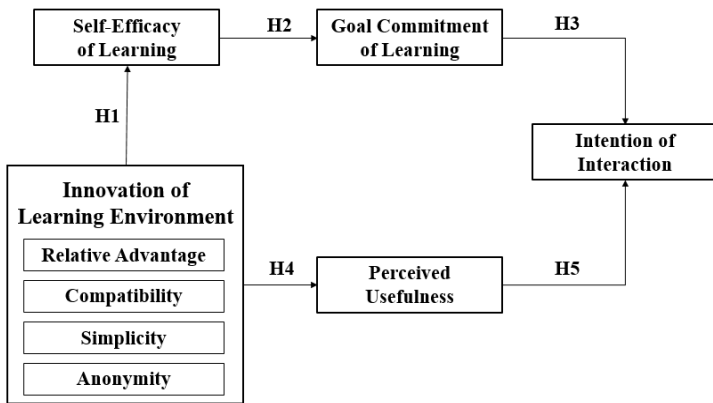 Self-Efficacy
of Learning
H2
Goal Commitment
of Learning
H3
H1
Intention of
Interaction
Innovation of
Learning Environment
Relative Advantage
Compatibility
Simplicity
Anonymity
H4
Perceived
Usefulness
H5